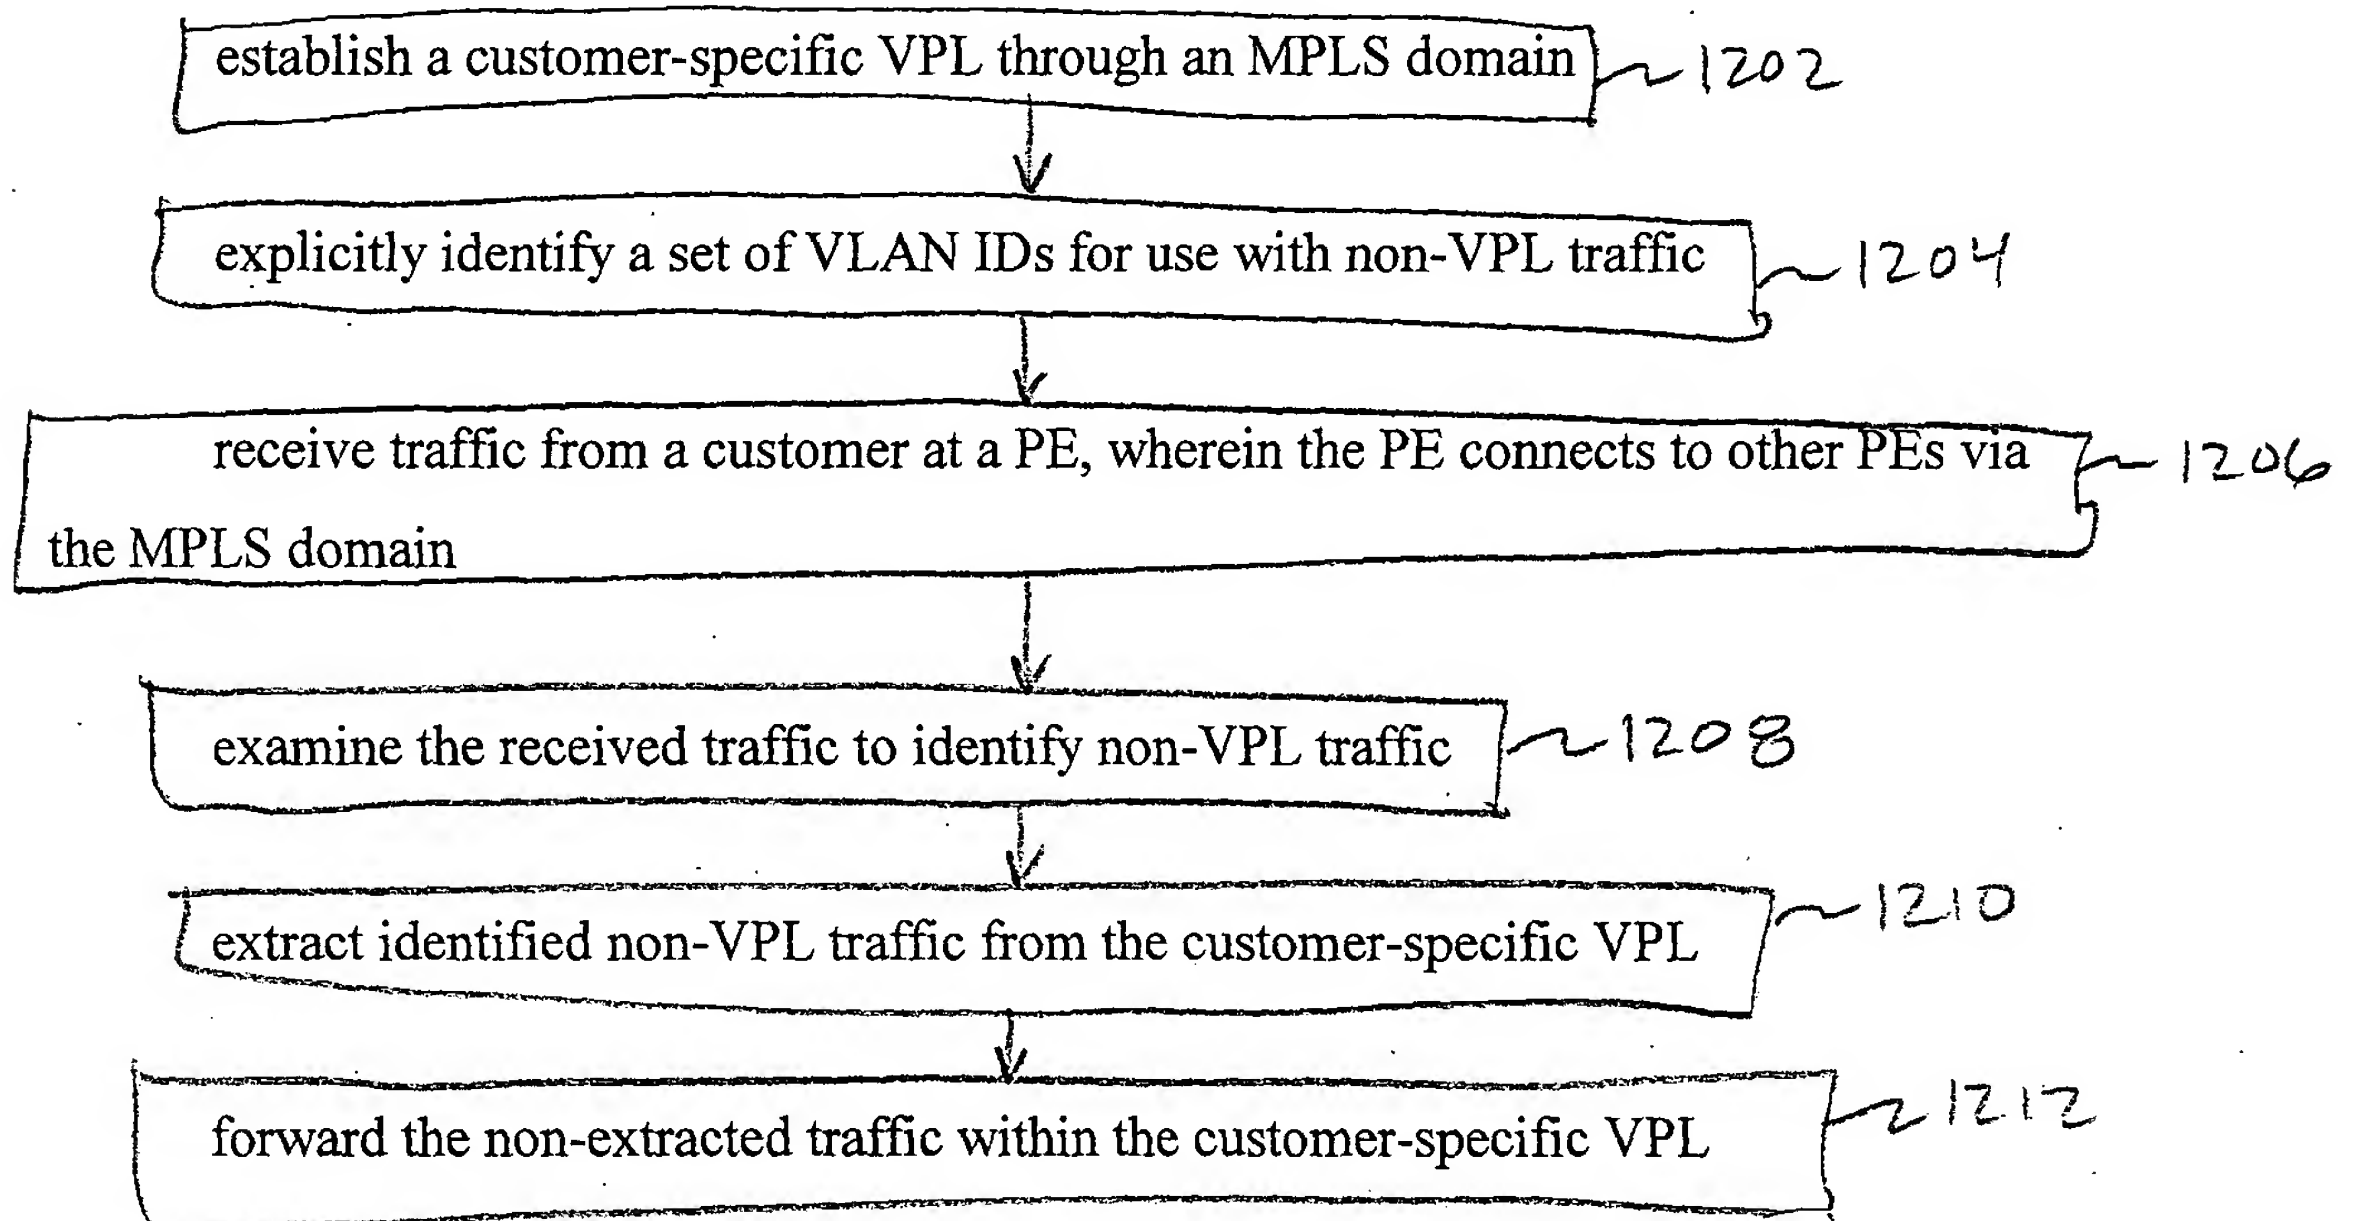 establish a customer-specific VPL through an MPLS domain 1202
explicitly identify a set of VLAN IDs for use with non-VPL traffic 1204
receive traffic from a customer at a PE, wherein the PE connects to other PEs via 1206
the MPLS domain
examine the received traffic to identify non-VPL traffic 1208
extract identified non-VPL traffic from the customer-specific VPL 1210
forward the non-extracted traffic within the customer-specific VPL 1212